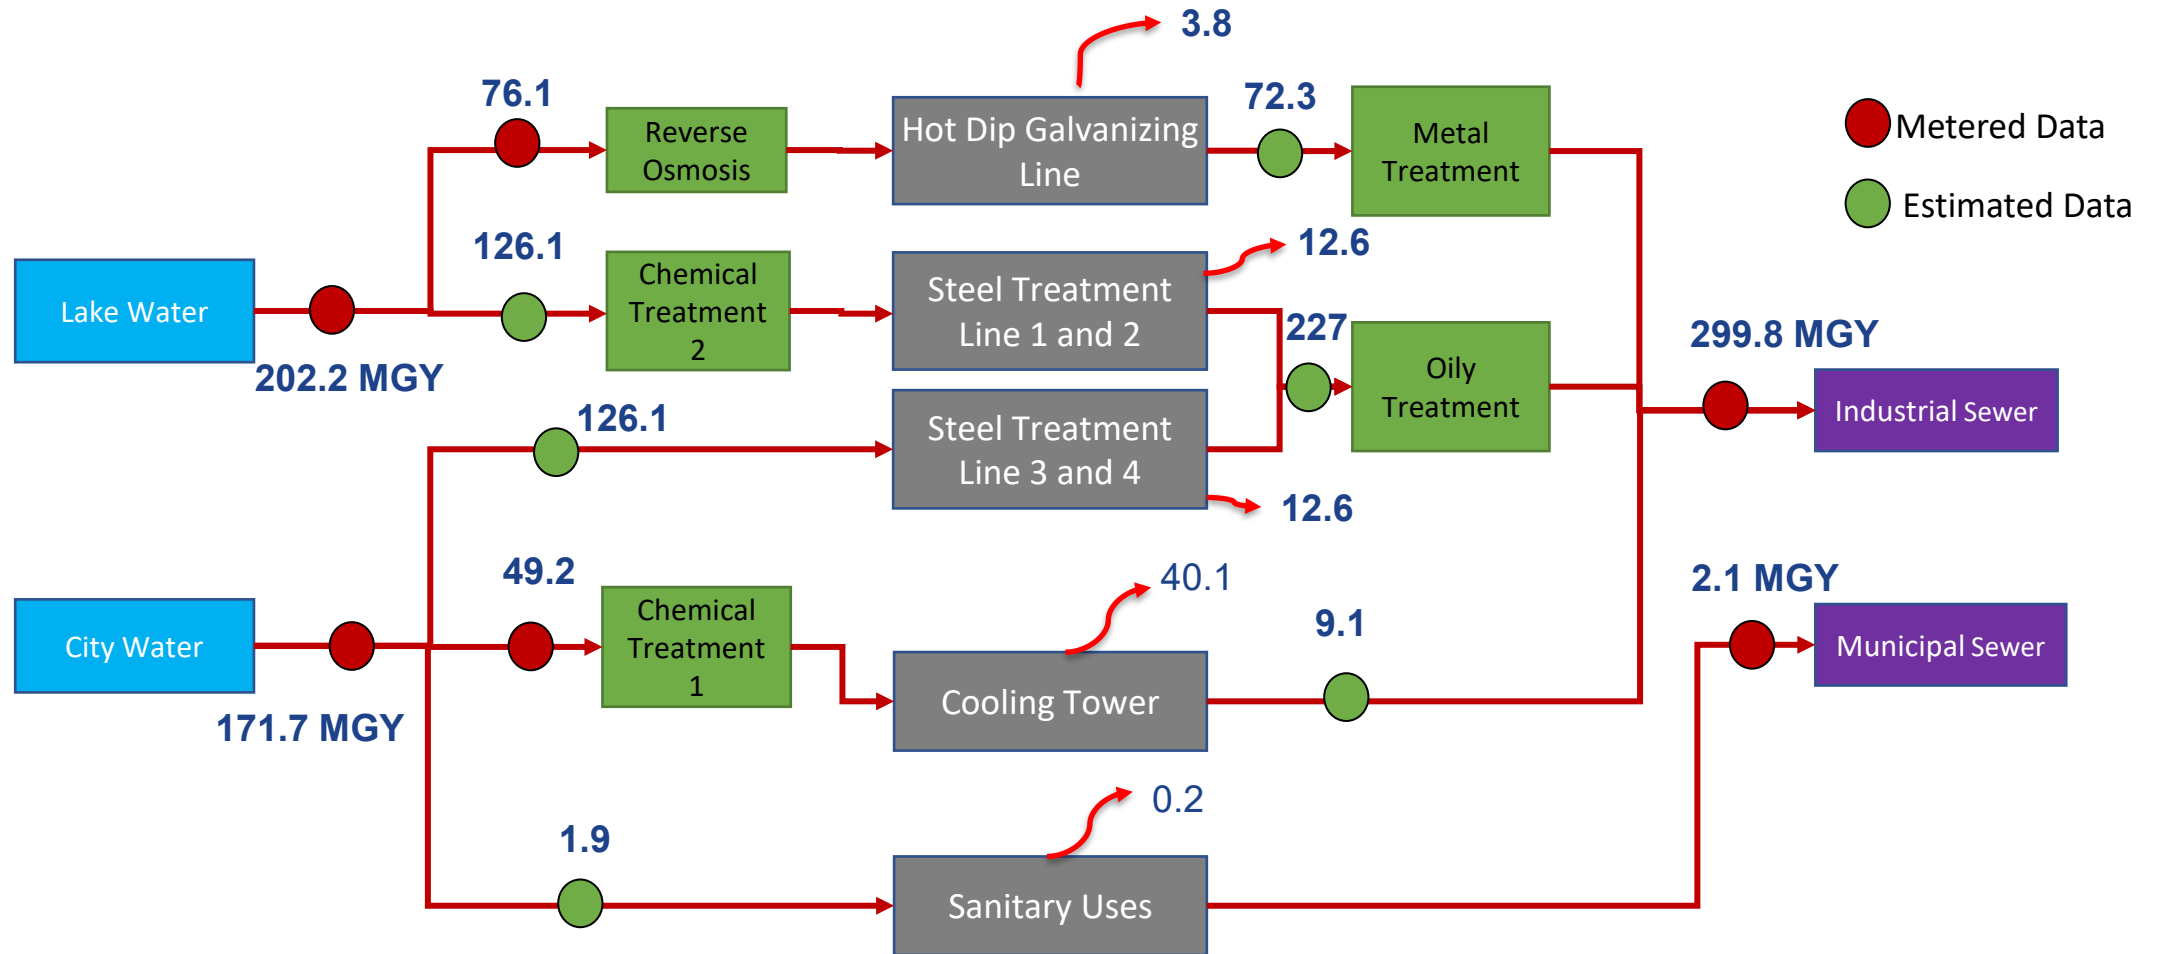 3.8
76.1
72.3
Reverse
Osmosis
Hot Dip Galvanizing
Line
Metal
Treatment
Metered Data
Estimated Data
126.1
12.6
Lake Water
202.2 MGY
Chemical
Treatment
2
Steel Treatment
Line 1 and 2
227
Oily
Treatment
299.8 MGY
Industrial Sewer
126.1
Steel Treatment
Line 3 and 4
12.6
49.2
40.1
City Water
171.7 MGY
Chemical
Treatment
1
Cooling Tower
9.1
2.1 MGY
Municipal Sewer
1.9
0.2
Sanitary Uses